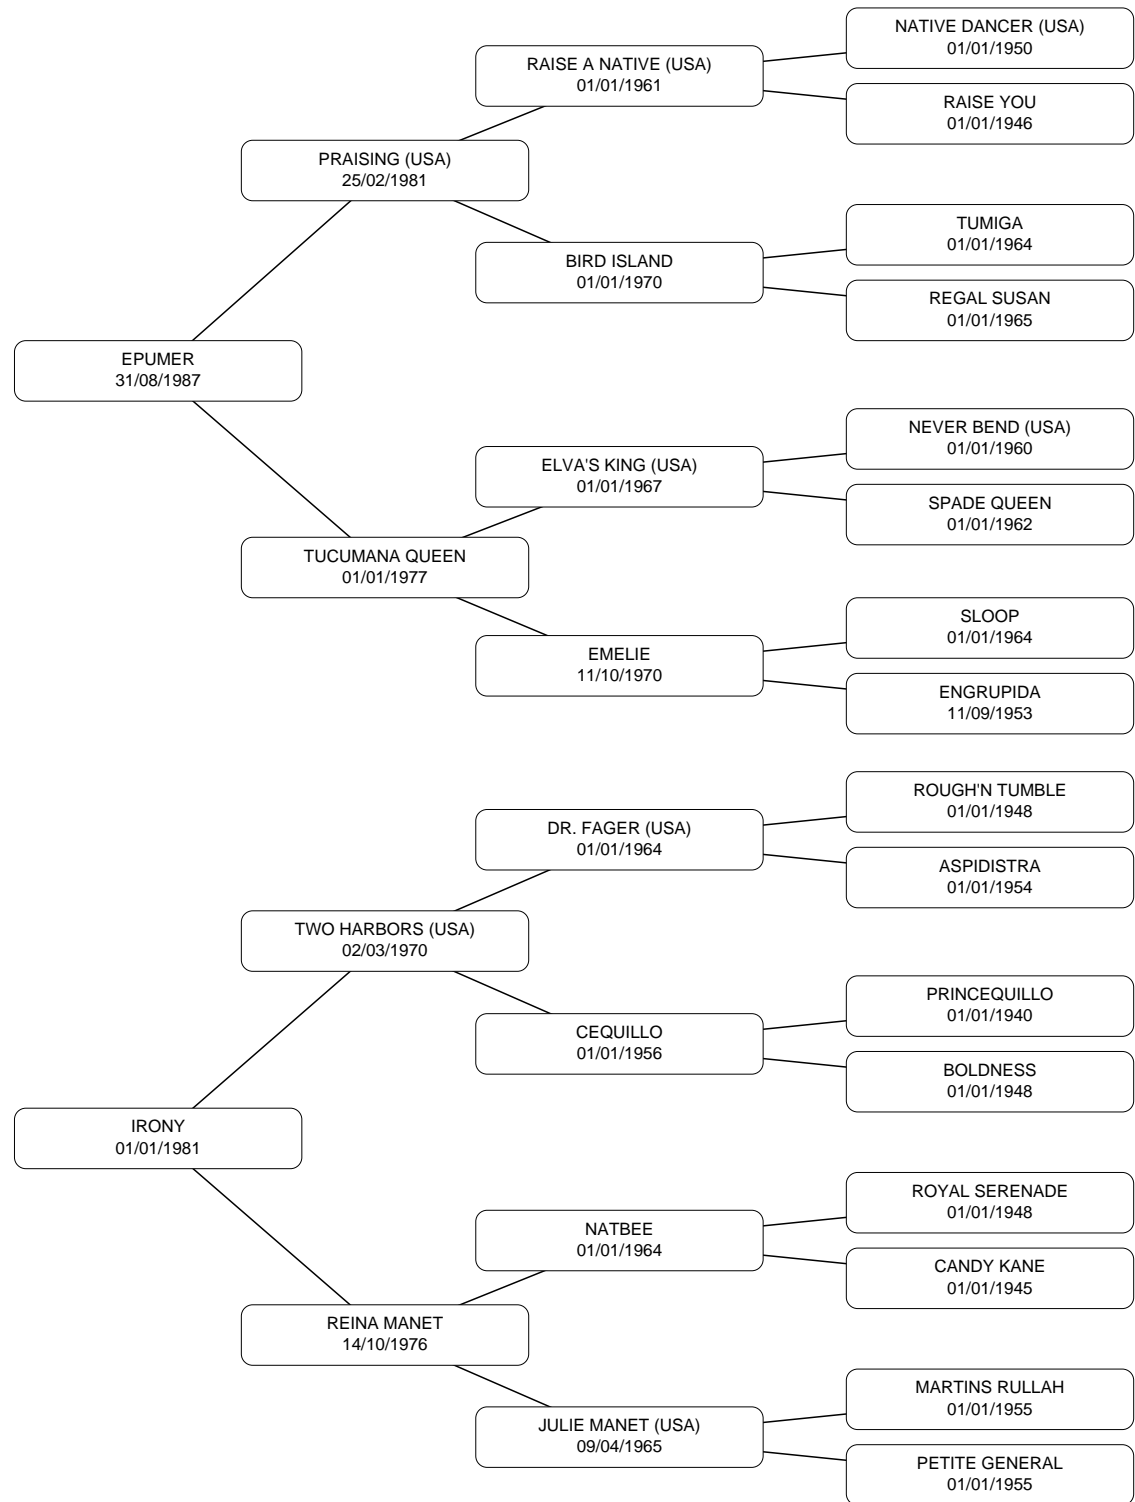 NATIVE DANCER (USA)
01/01/1950
RAISE A NATIVE (USA)
01/01/1961
RAISE YOU
01/01/1946
PRAISING (USA)
25/02/1981
TUMIGA
01/01/1964
BIRD ISLAND
01/01/1970
REGAL SUSAN
01/01/1965
EPUMER
31/08/1987
NEVER BEND (USA)
01/01/1960
ELVA'S KING (USA)
01/01/1967
SPADE QUEEN
01/01/1962
TUCUMANA QUEEN
01/01/1977
SLOOP
01/01/1964
EMELIE
11/10/1970
ENGRUPIDA
11/09/1953
ROUGH'N TUMBLE
01/01/1948
DR. FAGER (USA)
01/01/1964
ASPIDISTRA
01/01/1954
TWO HARBORS (USA)
02/03/1970
PRINCEQUILLO
01/01/1940
CEQUILLO
01/01/1956
BOLDNESS
01/01/1948
IRONY
01/01/1981
ROYAL SERENADE
01/01/1948
NATBEE
01/01/1964
CANDY KANE
01/01/1945
REINA MANET
14/10/1976
MARTINS RULLAH
01/01/1955
JULIE MANET (USA)
09/04/1965
PETITE GENERAL
01/01/1955